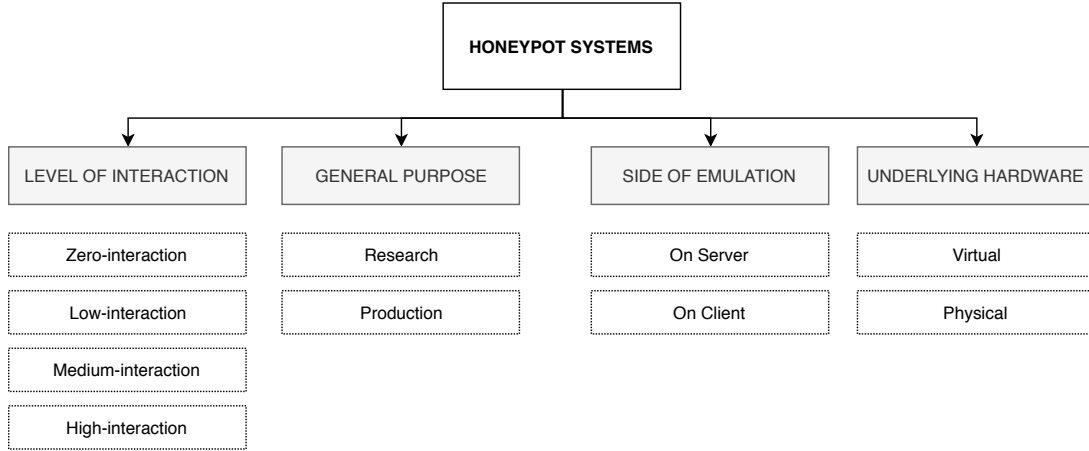 HONEYPOT SYSTEMS
LEVEL OF INTERACTION
GENERAL PURPOSE
SIDE OF EMULATION
UNDERLYING HARDWARE
Zero-interaction
Research
On Server
Virtual
Low-interaction
Production
On Client
Physical
Medium-interaction
High-interaction